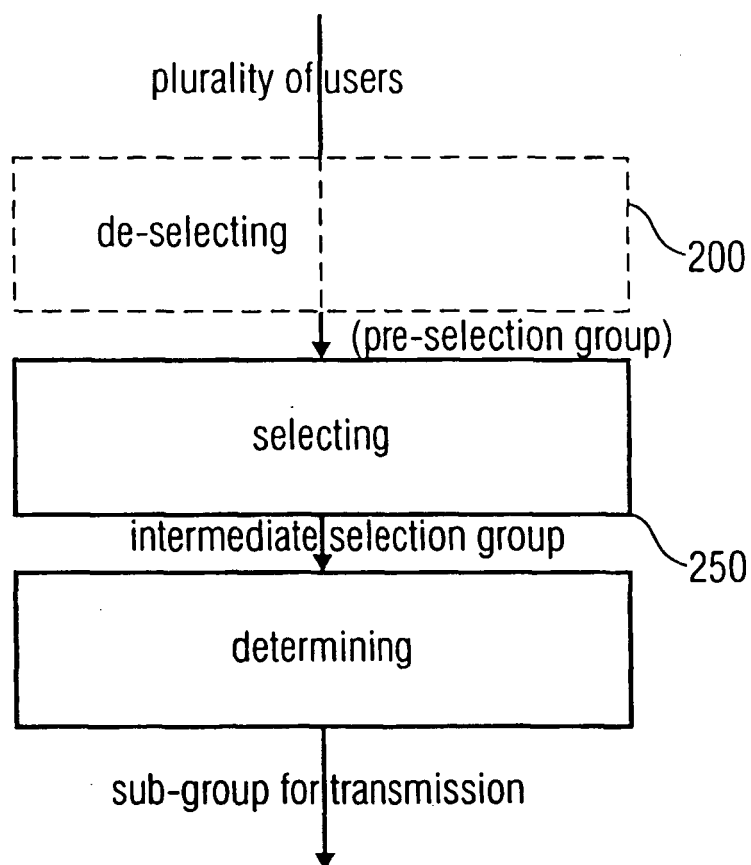 plurality of users
de-selecting
200
(pre-selection group)
selecting
intermediate selection group
250
determining
sub-group for transmission